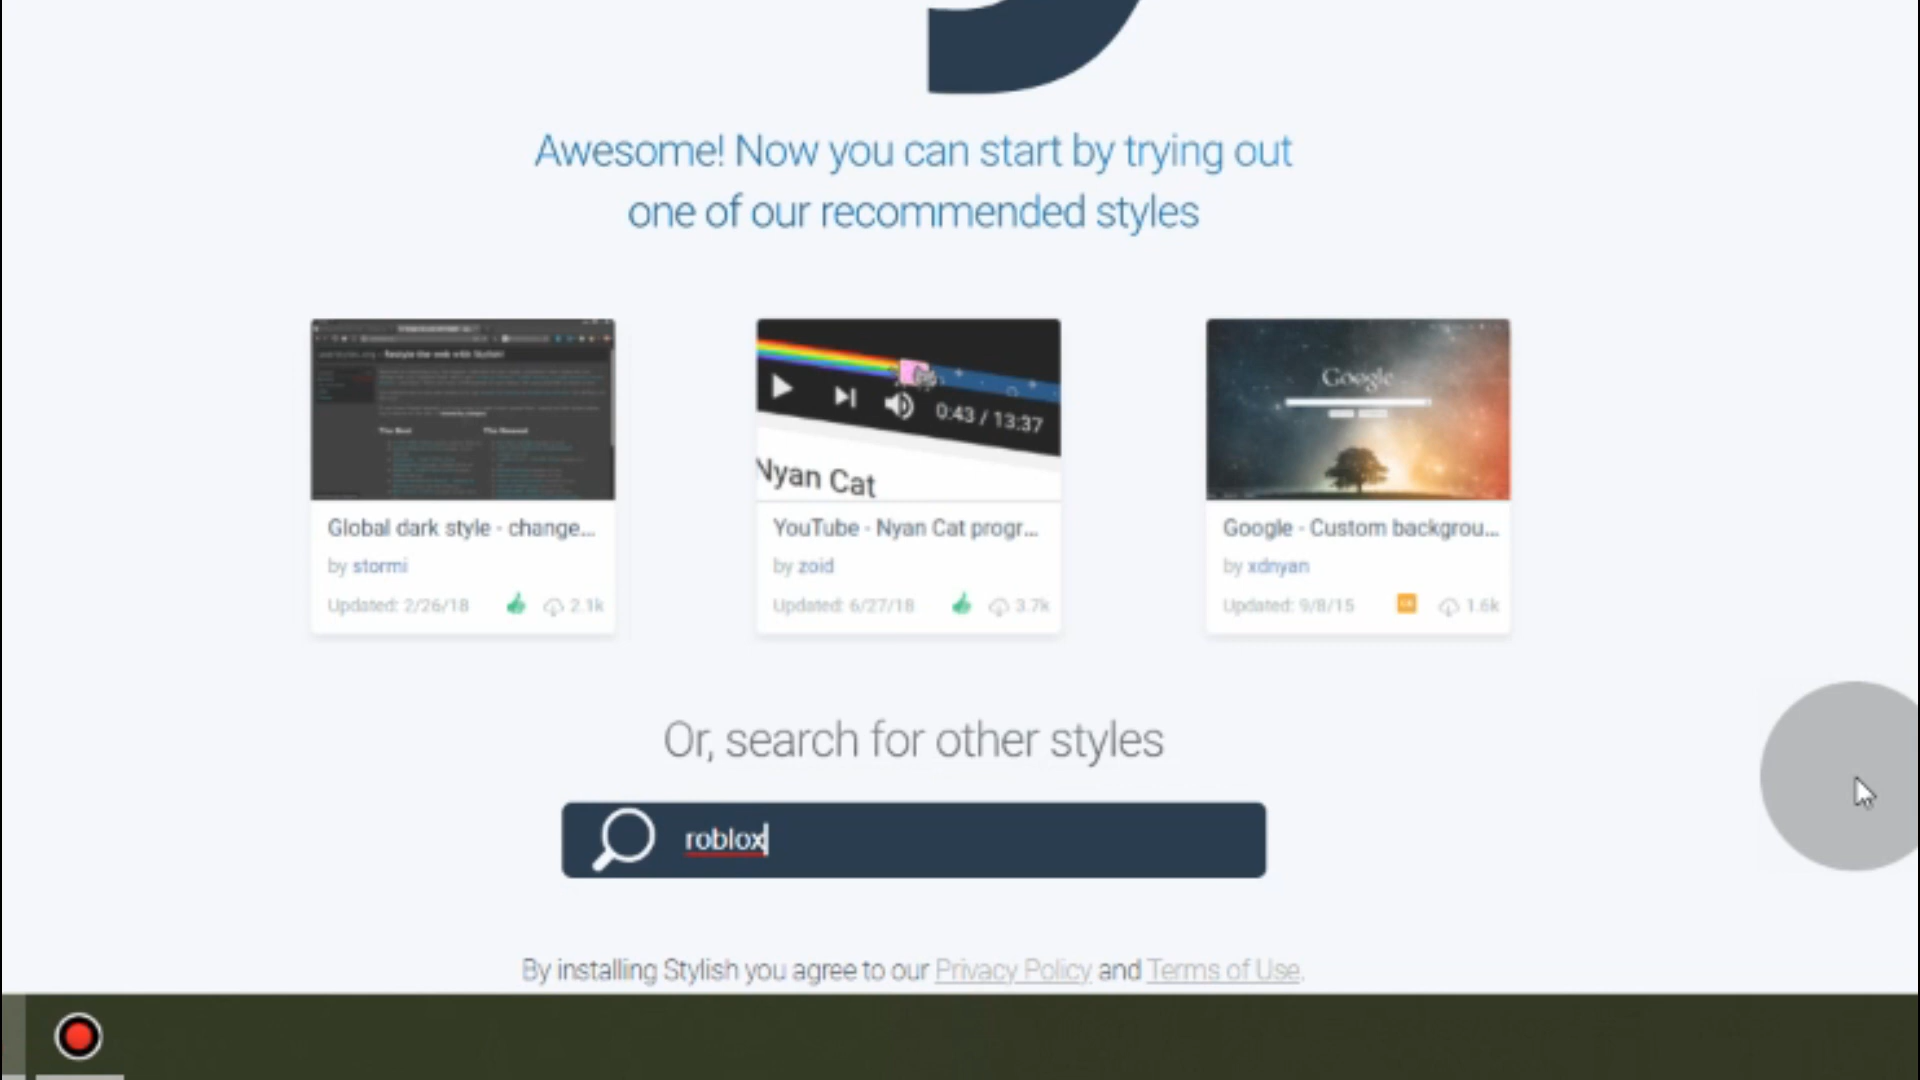 Awesome! Now you can start by trying out
one of our recommended styles
Google
0:43 / 13:37
Nyan Cat
Global dark style - change...
by stormi
Updated: 2/26/18
2.1k
YouTube - Nyan Cat progr...
by zoid
Updated: 6/27/18
3.7k
Google - Custom backgrou...
by xdnyan
Updated: 9/8/15
1.6k
Or, search for other styles
roblox
By installing Stylish you agree to our Privacy Policy and Terms of Use.